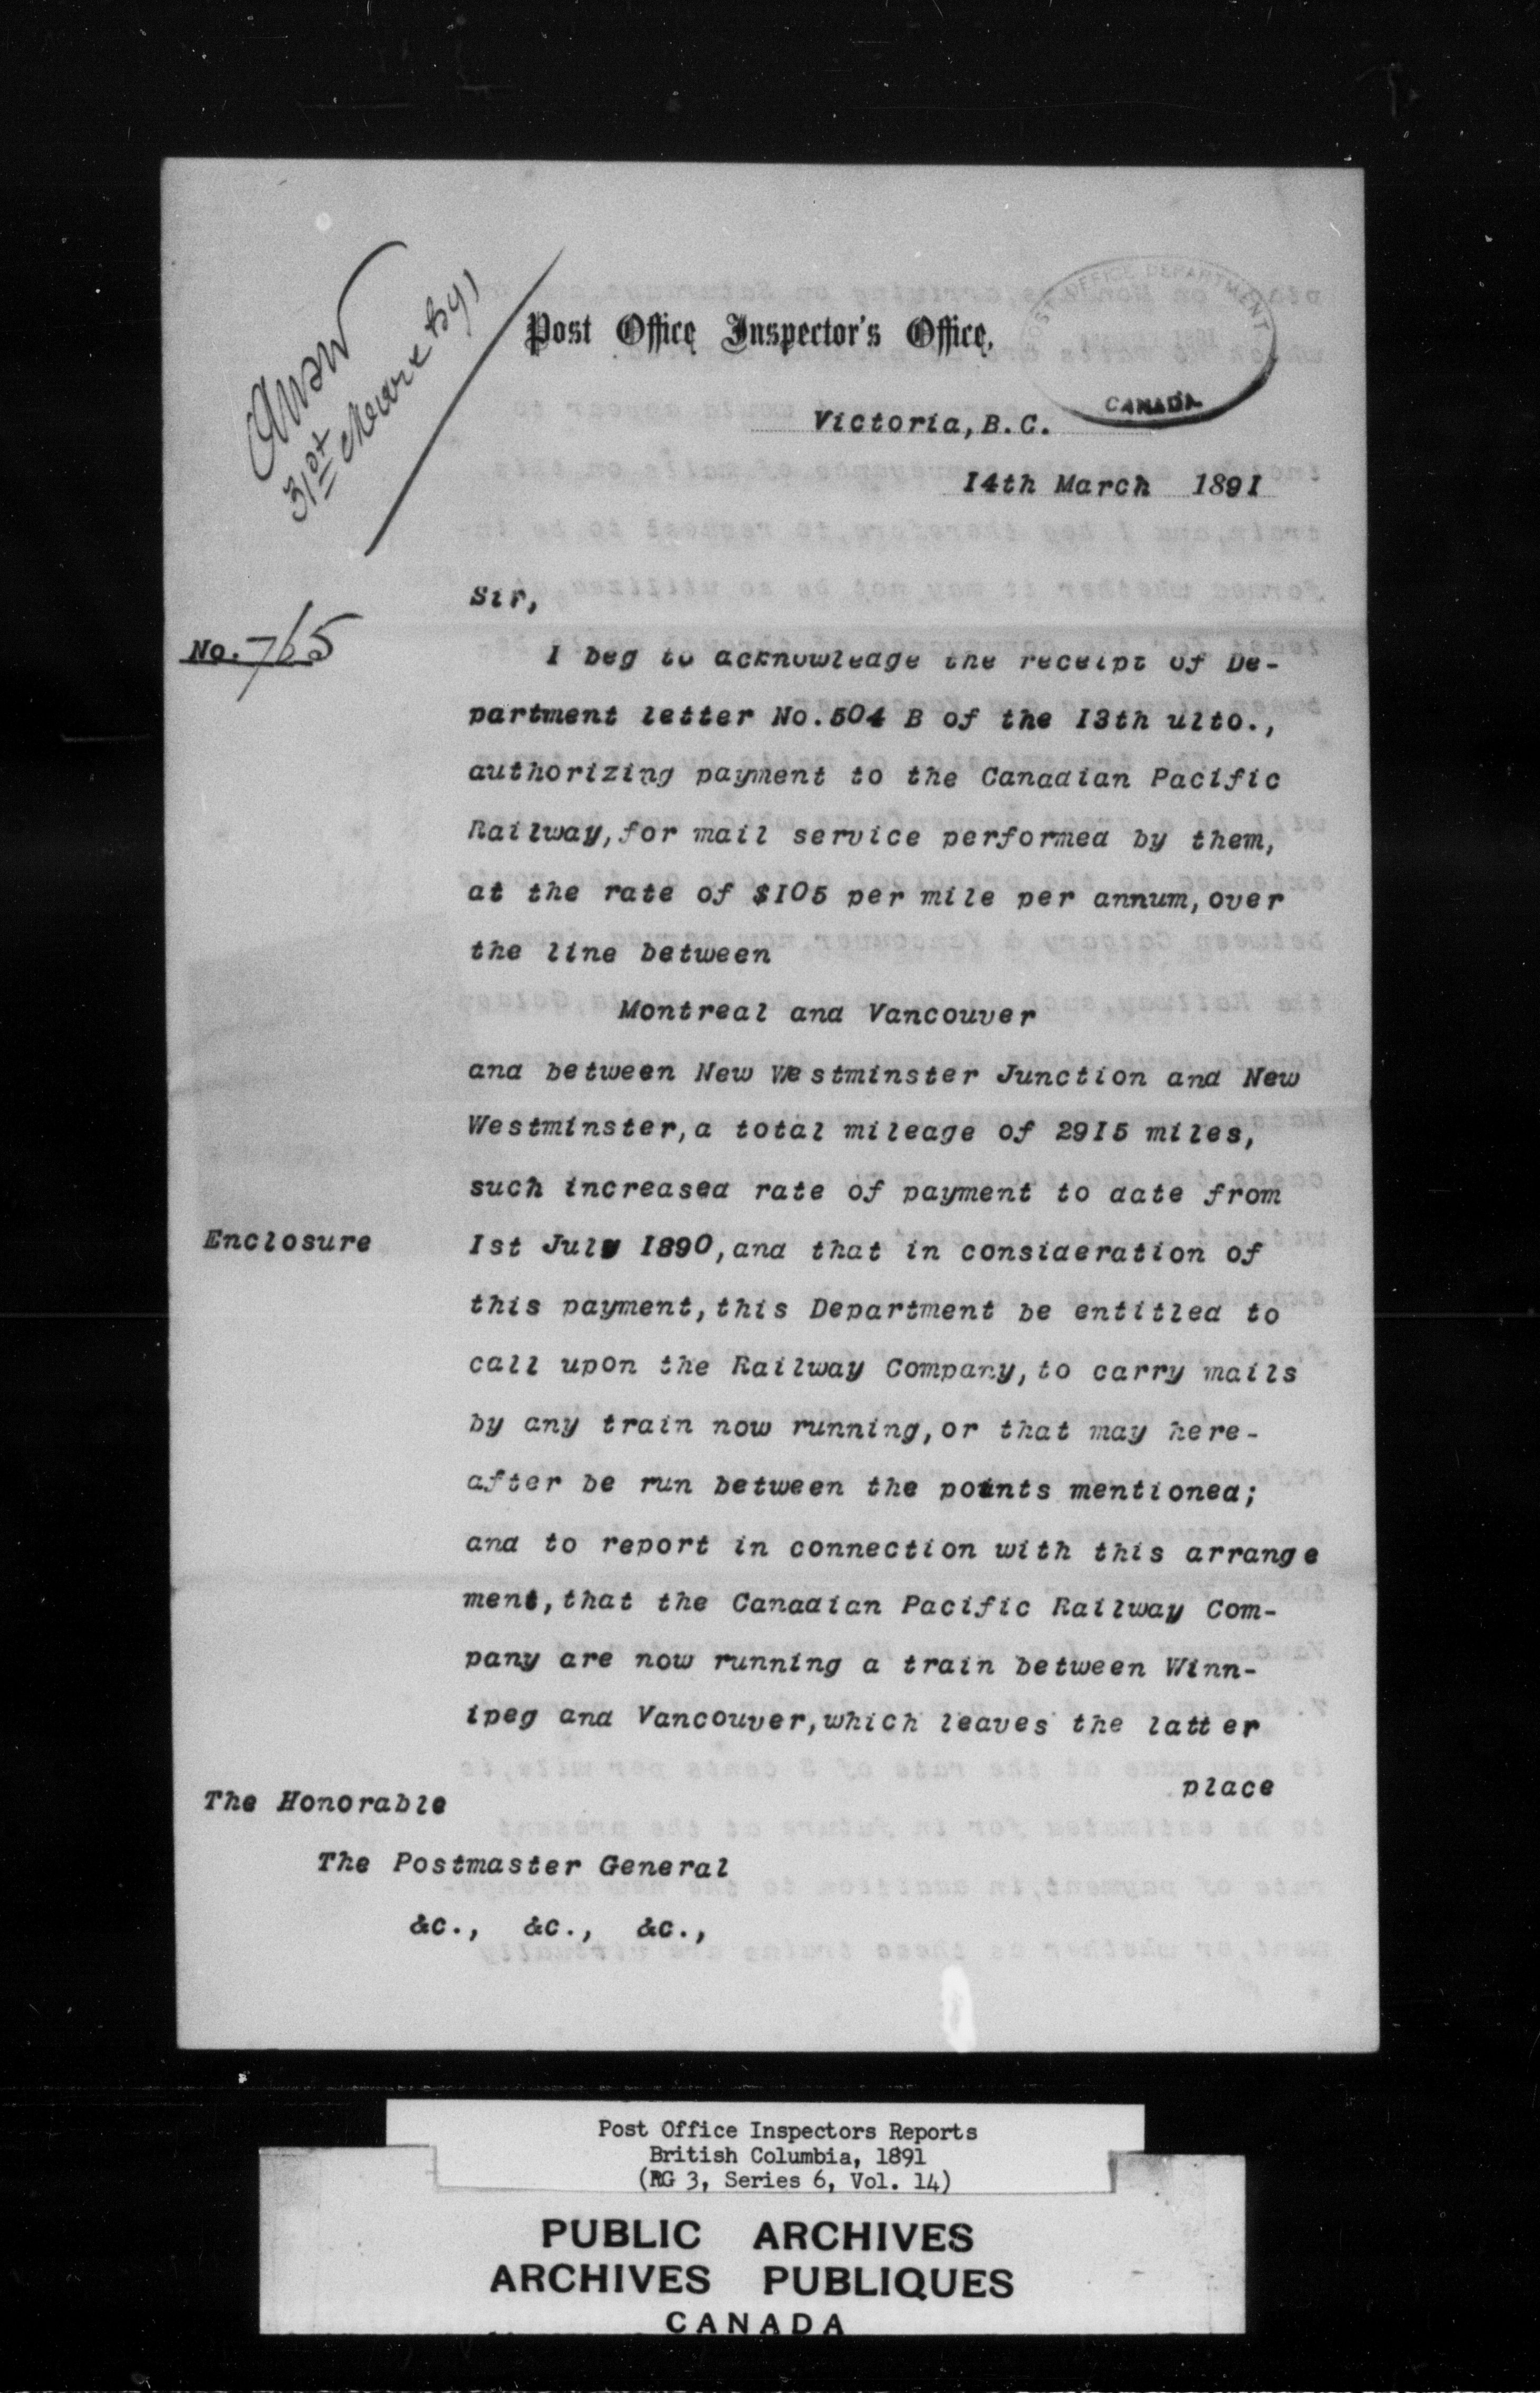 31st
Post Office Inspector's Office,
POST OFFICE DEPARTMENT
CANADA
Victoria, B.C.
14th March 1891
Sir,
No. 765
I beg to acknowledge the receipt of De-
partment letter No. 504 B of the 13th ulto.,
authorizing payment to the Canadian Pacific
Railway, for mail service performed by them,
at the rate of $105 per mile per annum, over
the line between
Montreal and Vancouver
and between New Westminster Junction and New
Westminster, a total mileage of 2915 miles,
such increased rate of payment to date from
Enclosure
1st July 1890, and that in consideration of
this payment, this Department be entitled to
call upon the Railway Company, to carry mails
by any train now running, or that may here-
after be run between the points mentioned;
and to report in connection with this arrange
ment, that the Canadian Pacific Railway Com-
pany are now running a train between Winn-
ipeg and Vancouver, which leaves the latter
place
The Honorable
The Postmaster General
&c., &c., &c.,
Post Office Inspectors Reports
British Columbia, 1891
(RG 3, Series 6, Vol. 14)
PUBLIC ARCHIVES
ARCHIVES PUBLIQUES
CANADA